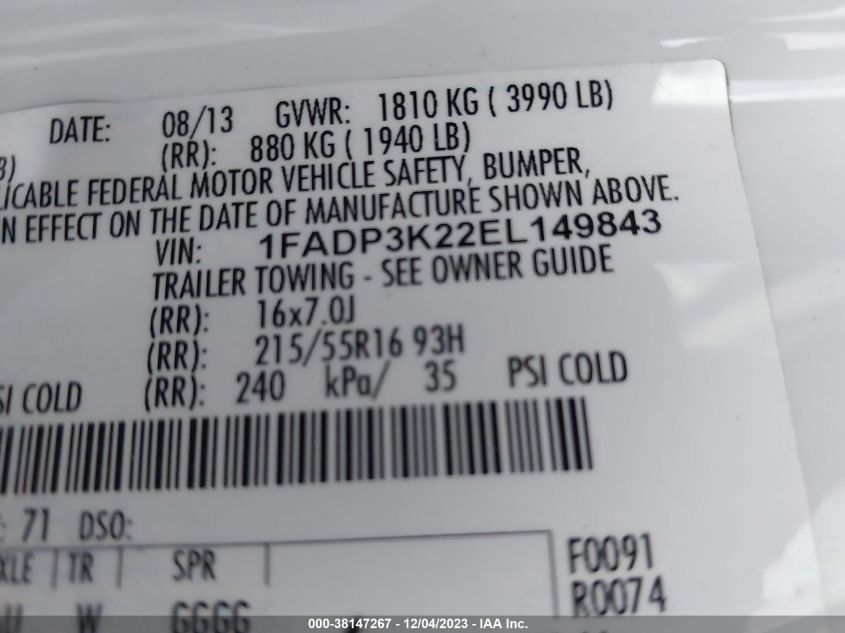 DATE: 08/13 GVWR: 1810 KG ( 3990 LB)
(RR): 880 KG ( 1940 LB)
FEDERAL MOTOR VEHICLE SAFETY, BUMPER,
EFFECT ON THE DATE OF MANUFACTURE SHOWN ABOVE.
VIN: 1FADP3K22EL149843
TRAILER TOWING - SEE OWNER GUIDE
(RR): 16x7.0J
(RR): 215/55R16 93H
COLD (RR): 240 kPa/ 35 PSI COLD
71 DSO:
TR SPR F0091
W GGGG R0074
000-38147267 - 12/04/2023 - IAA Inc.